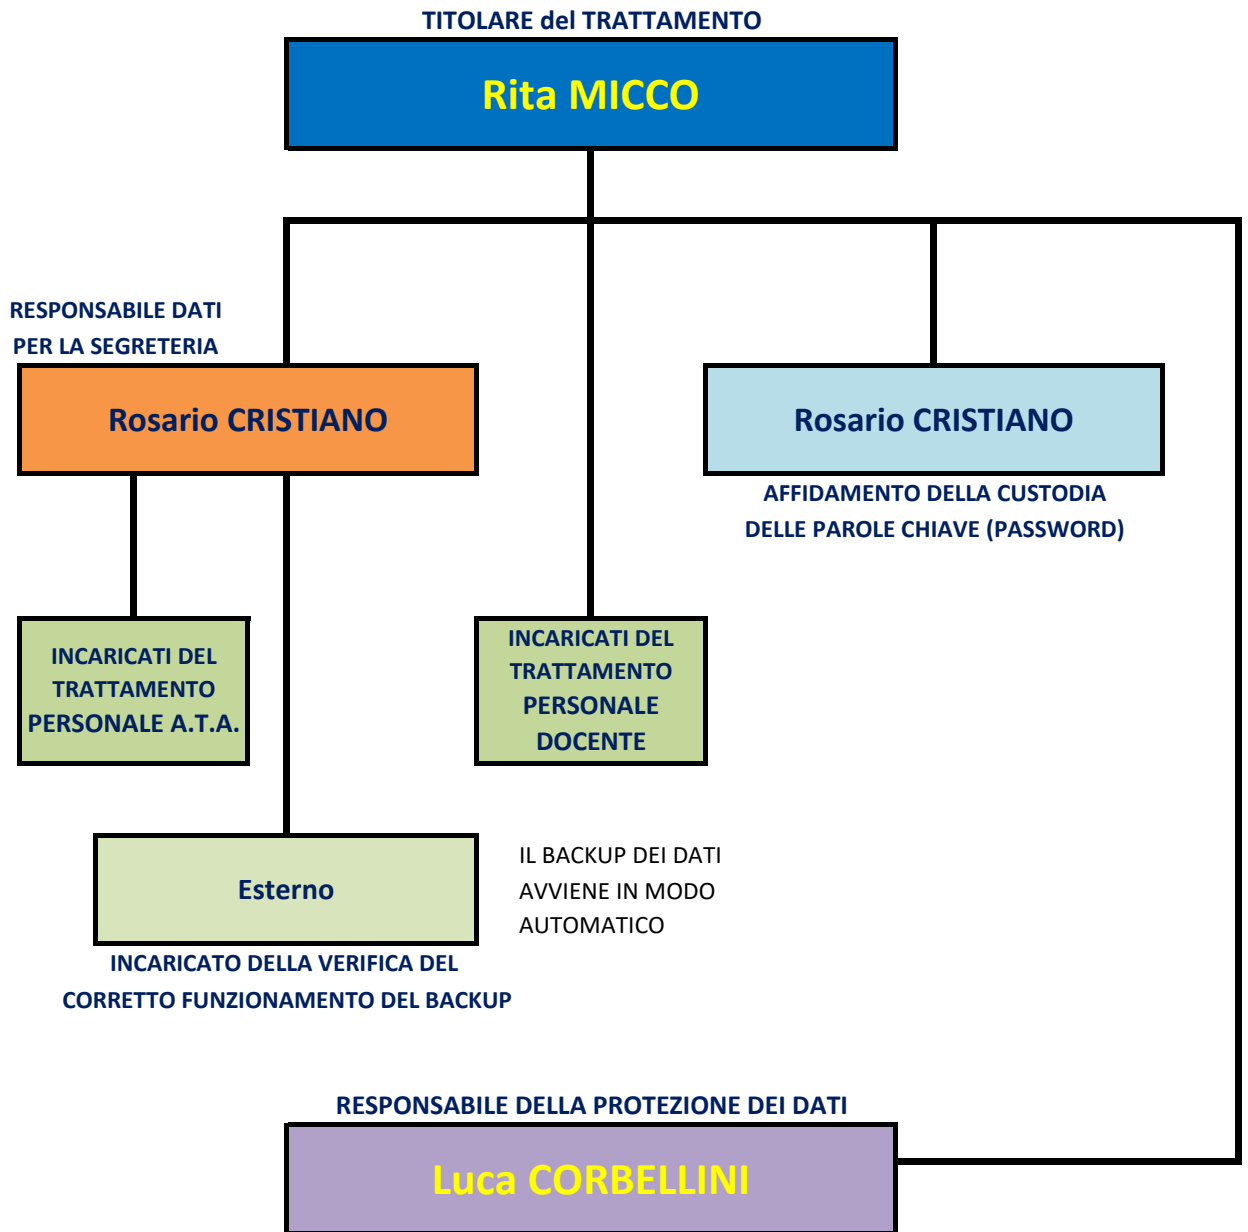 TITOLARE del TRATTAMENTO
Rita MICCO
RESPONSABILE DATI
PER LA SEGRETERIA
Rosario CRISTIANO
Rosario CRISTIANO
AFFIDAMENTO DELLA CUSTODIA
DELLE PAROLE CHIAVE (PASSWORD)
INCARICATI DEL
TRATTAMENTO
PERSONALE A.T.A.
INCARICATI DEL
TRATTAMENTO
PERSONALE
DOCENTE
Esterno
IL BACKUP DEI DATI
AVVIENE IN MODO
AUTOMATICO
INCARICATO DELLA VERIFICA DEL
CORRETTO FUNZIONAMENTO DEL BACKUP
RESPONSABILE DELLA PROTEZIONE DEI DATI
Luca CORBELLINI